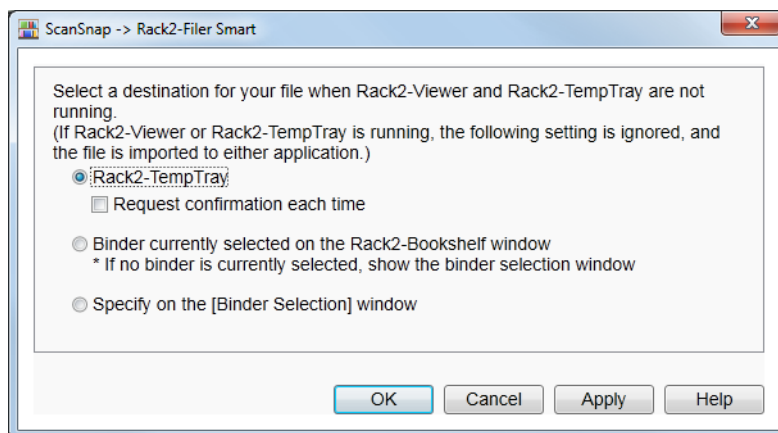 ScanSnap -> Rack2-Filer Smart
Select a destination for your file when Rack2-Viewer and Rack2-TempTray are not
running.
(If Rack2-Viewer or Rack2-TempTray is running, the following setting is ignored, and
the file is imported to either application.)
Rack2-TempTray
Request confirmation each time
Binder currently selected on the Rack2-Bookshelf window
* If no binder is currently selected, show the binder selection window
Specify on the [Binder Selection] window
OK Cancel Apply Help